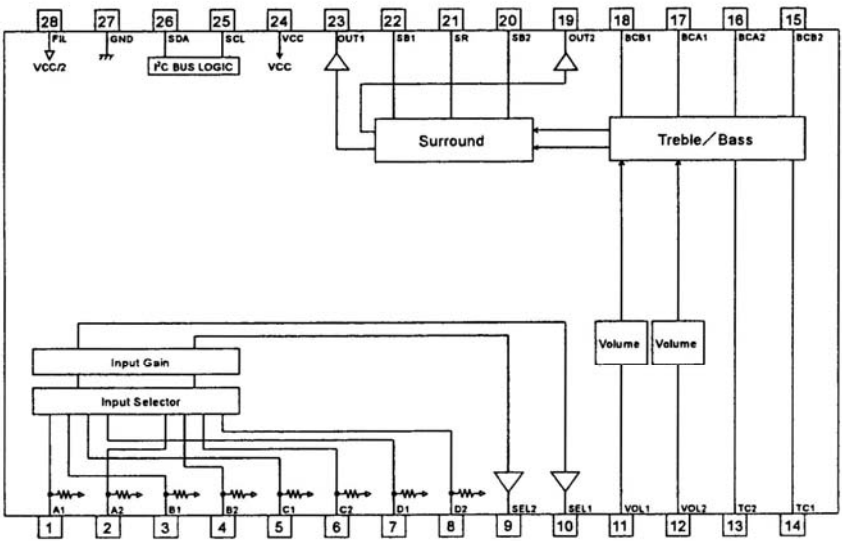 28 27 26 25 24 23 22 21 20 19 18 17 16 15
FIL GND SDA SCL VCC OUT1 SB1 SR SB2 OUT2 BCB1 BCA1 BCA2 BCB2
VCC/2 I²C BUS LOGIC VCC
Surround Treble/Bass
Volume Volume
Input Gain
Input Selector
A1 A2 B1 B2 C1 C2 D1 D2 SEL2 SEL1 VOL1 VOL2 TC2 TC1
1 2 3 4 5 6 7 8 9 10 11 12 13 14